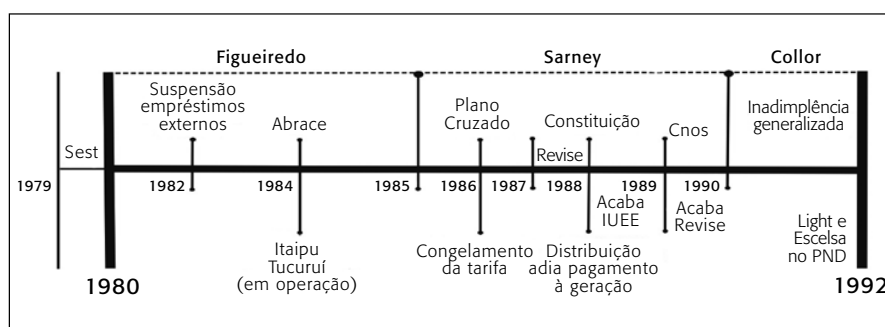 Figueiredo
Sarney
Collor
Suspensão
empréstimos
externos
Abrace
Plano
Cruzado
Constituição
Cnos
Inadimplência
generalizada
Sest
Revise
1979
1982
1984
1985
1986
1987
1988
1989
1990
Itaipu
Tucuruí
(em operação)
Congelamento
da tarifa
Acaba
IUEE
Distribuição
adia pagamento
à geração
Acaba
Revise
Light e
Escelsa
no PND
1980
1992